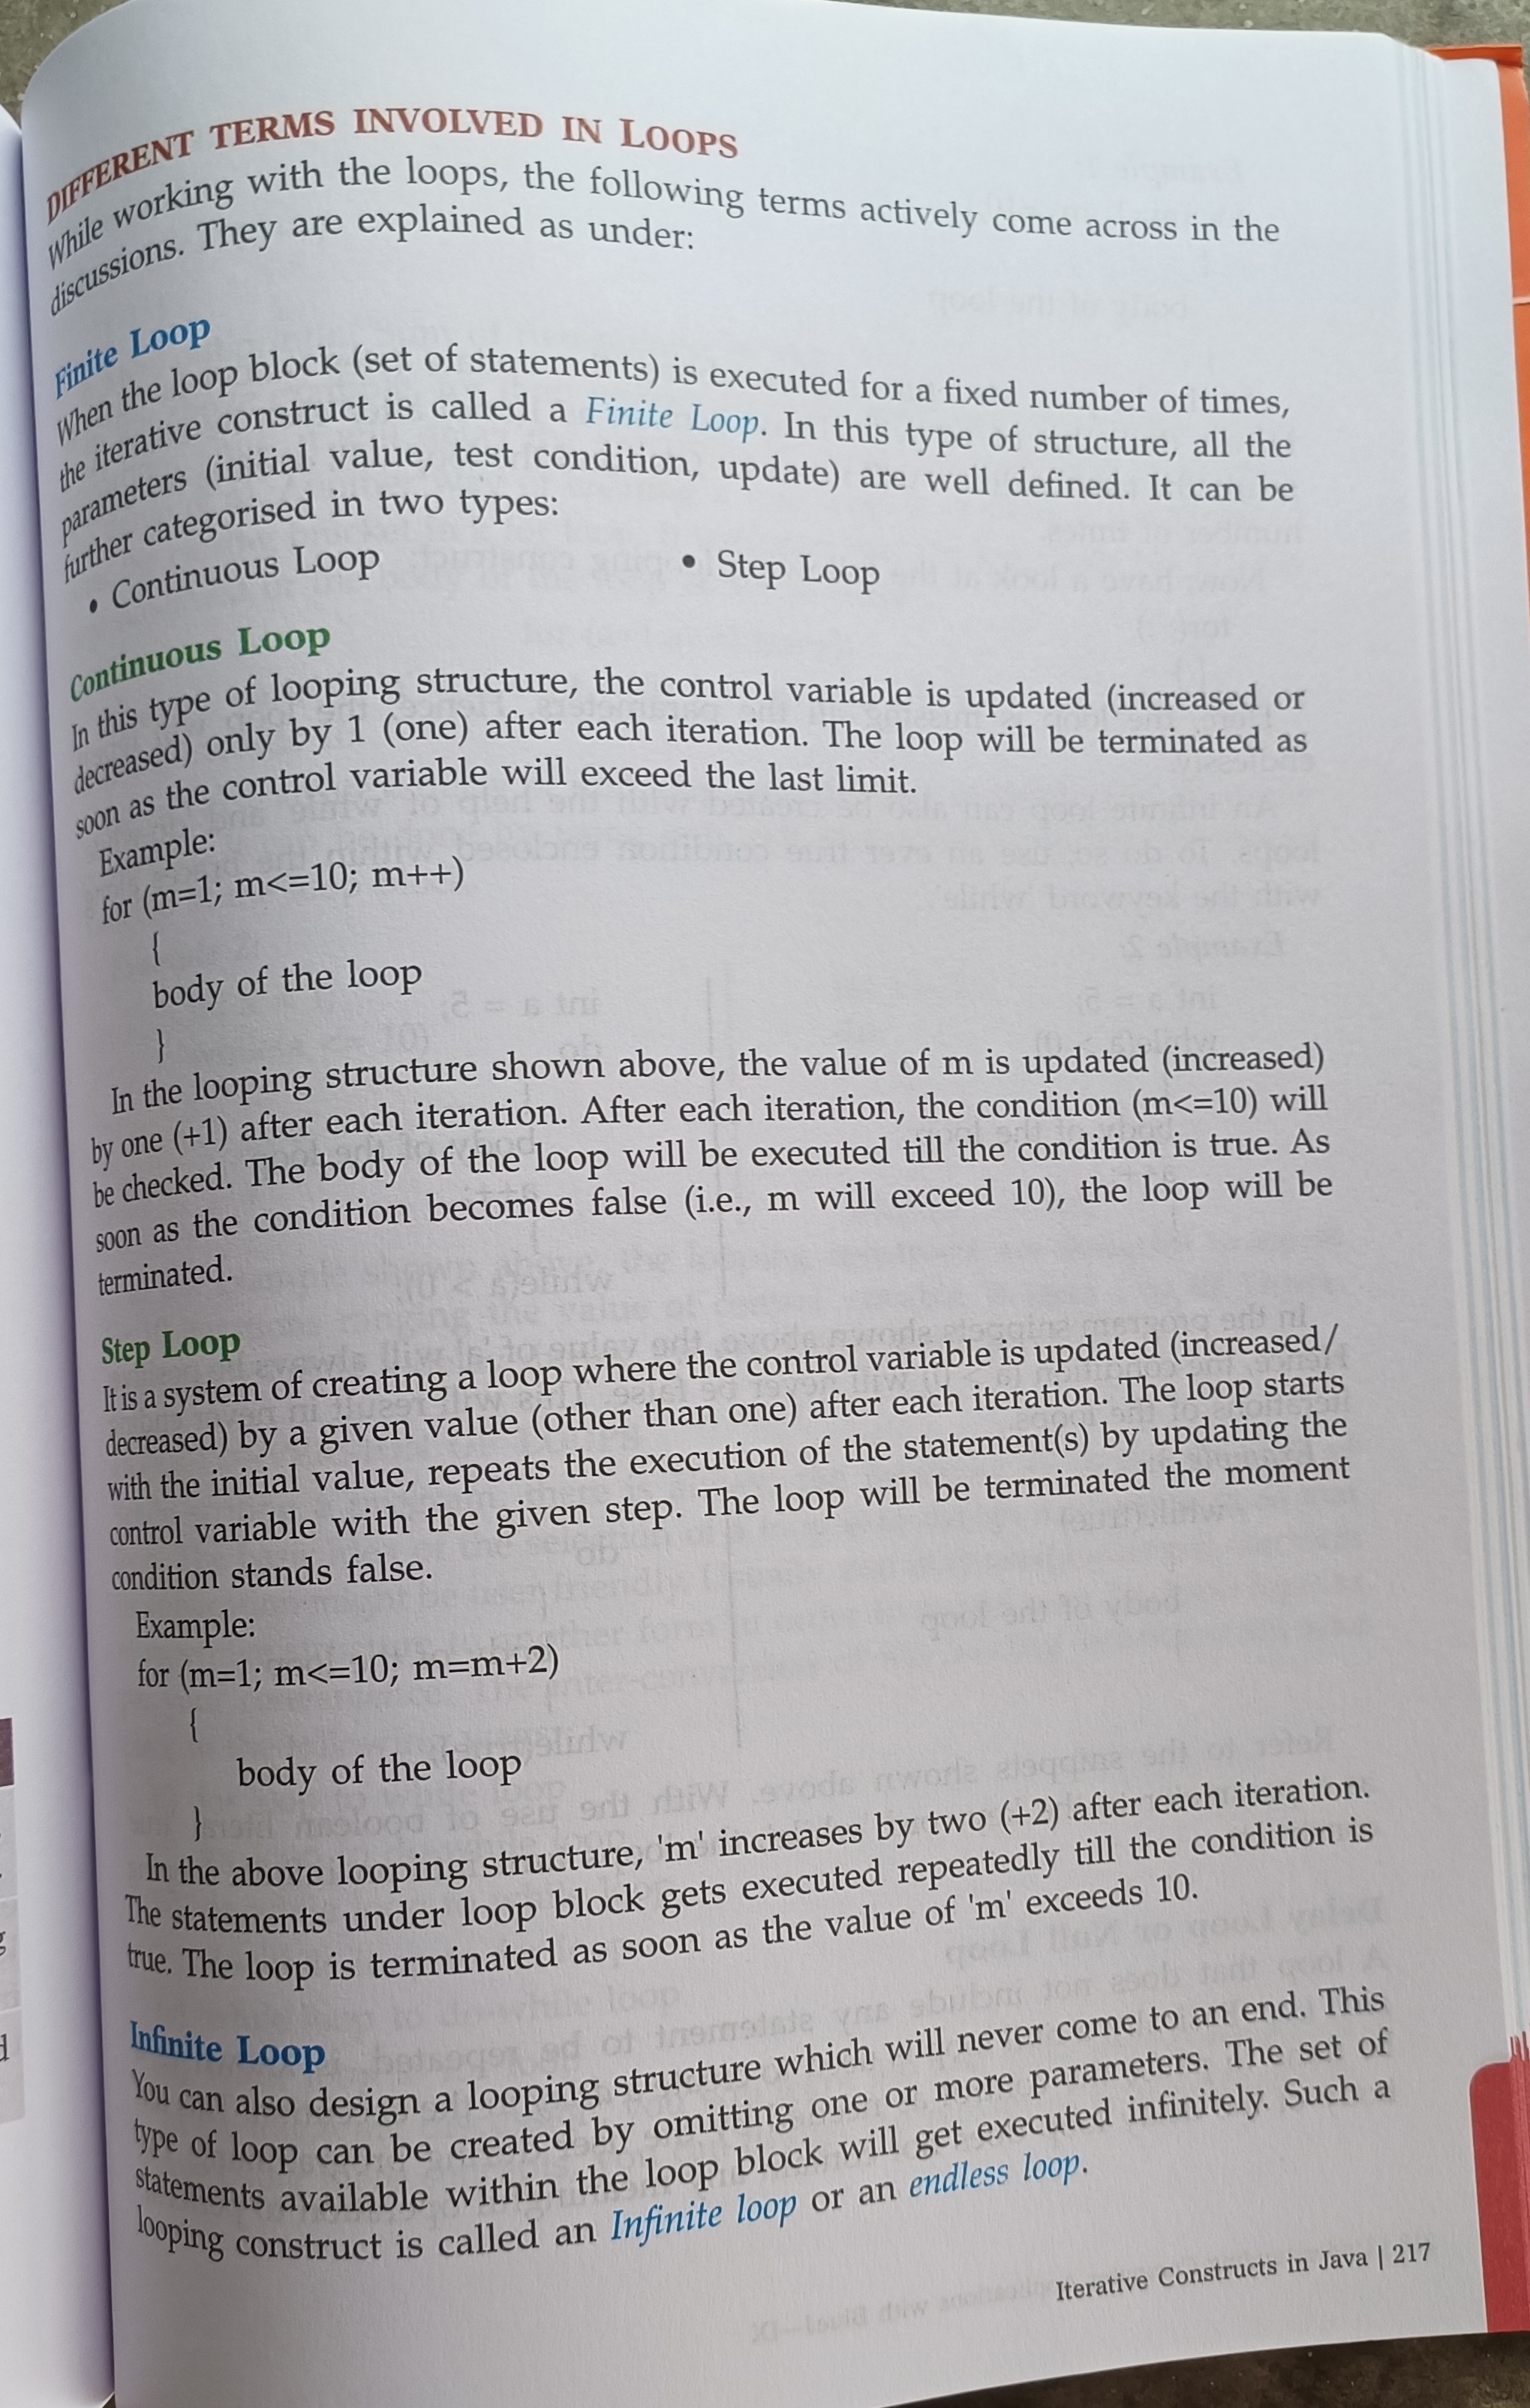 DIFFERENT TERMS INVOLVED IN LOOPS
While working with the loops, the following terms actively come across in the
discussions. They are explained as under:
Finite Loop
When the loop block (set of statements) is executed for a fixed number of times,
the iterative construct is called a Finite Loop. In this type of structure, all the
parameters (initial value, test condition, update) are well defined. It can be
further categorised in two types:
• Continuous Loop • Step Loop
Continuous Loop
In this type of looping structure, the control variable is updated (increased or
decreased) only by 1 (one) after each iteration. The loop will be terminated as
soon as the control variable will exceed the last limit.
Example:
for (m=1; m<=10; m++)
{
body of the loop
}
In the looping structure shown above, the value of m is updated (increased)
by one (+1) after each iteration. After each iteration, the condition (m<=10) will
be checked. The body of the loop will be executed till the condition is true. As
soon as the condition becomes false (i.e., m will exceed 10), the loop will be
terminated.
Step Loop
It is a system of creating a loop where the control variable is updated (increased/
decreased) by a given value (other than one) after each iteration. The loop starts
with the initial value, repeats the execution of the statement(s) by updating the
control variable with the given step. The loop will be terminated the moment
condition stands false.
Example:
for (m=1; m<=10; m=m+2)
{
body of the loop
}
In the above looping structure, 'm' increases by two (+2) after each iteration.
The statements under loop block gets executed repeatedly till the condition is
true. The loop is terminated as soon as the value of 'm' exceeds 10.
Infinite Loop
You can also design a looping structure which will never come to an end. This
type of loop can be created by omitting one or more parameters. The set of
statements available within the loop block will get executed infinitely. Such a
looping construct is called an Infinite loop or an endless loop.
Iterative Constructs in Java | 217